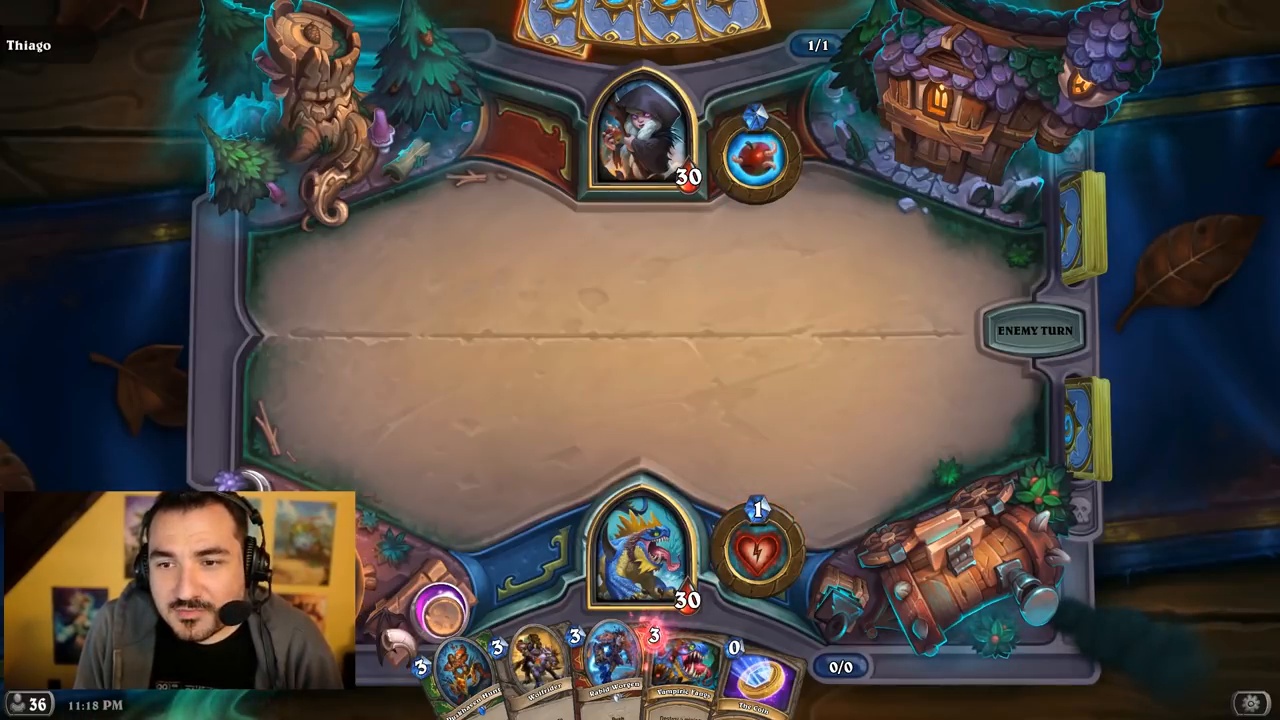 Thiago
1/1
30
ENEMY TURN
1
30
3
3
3
3
0
Wolfrider
Rabid Worgen
Vampiric Fangs
The Coin
Rush
0/0
36
11:18 PM